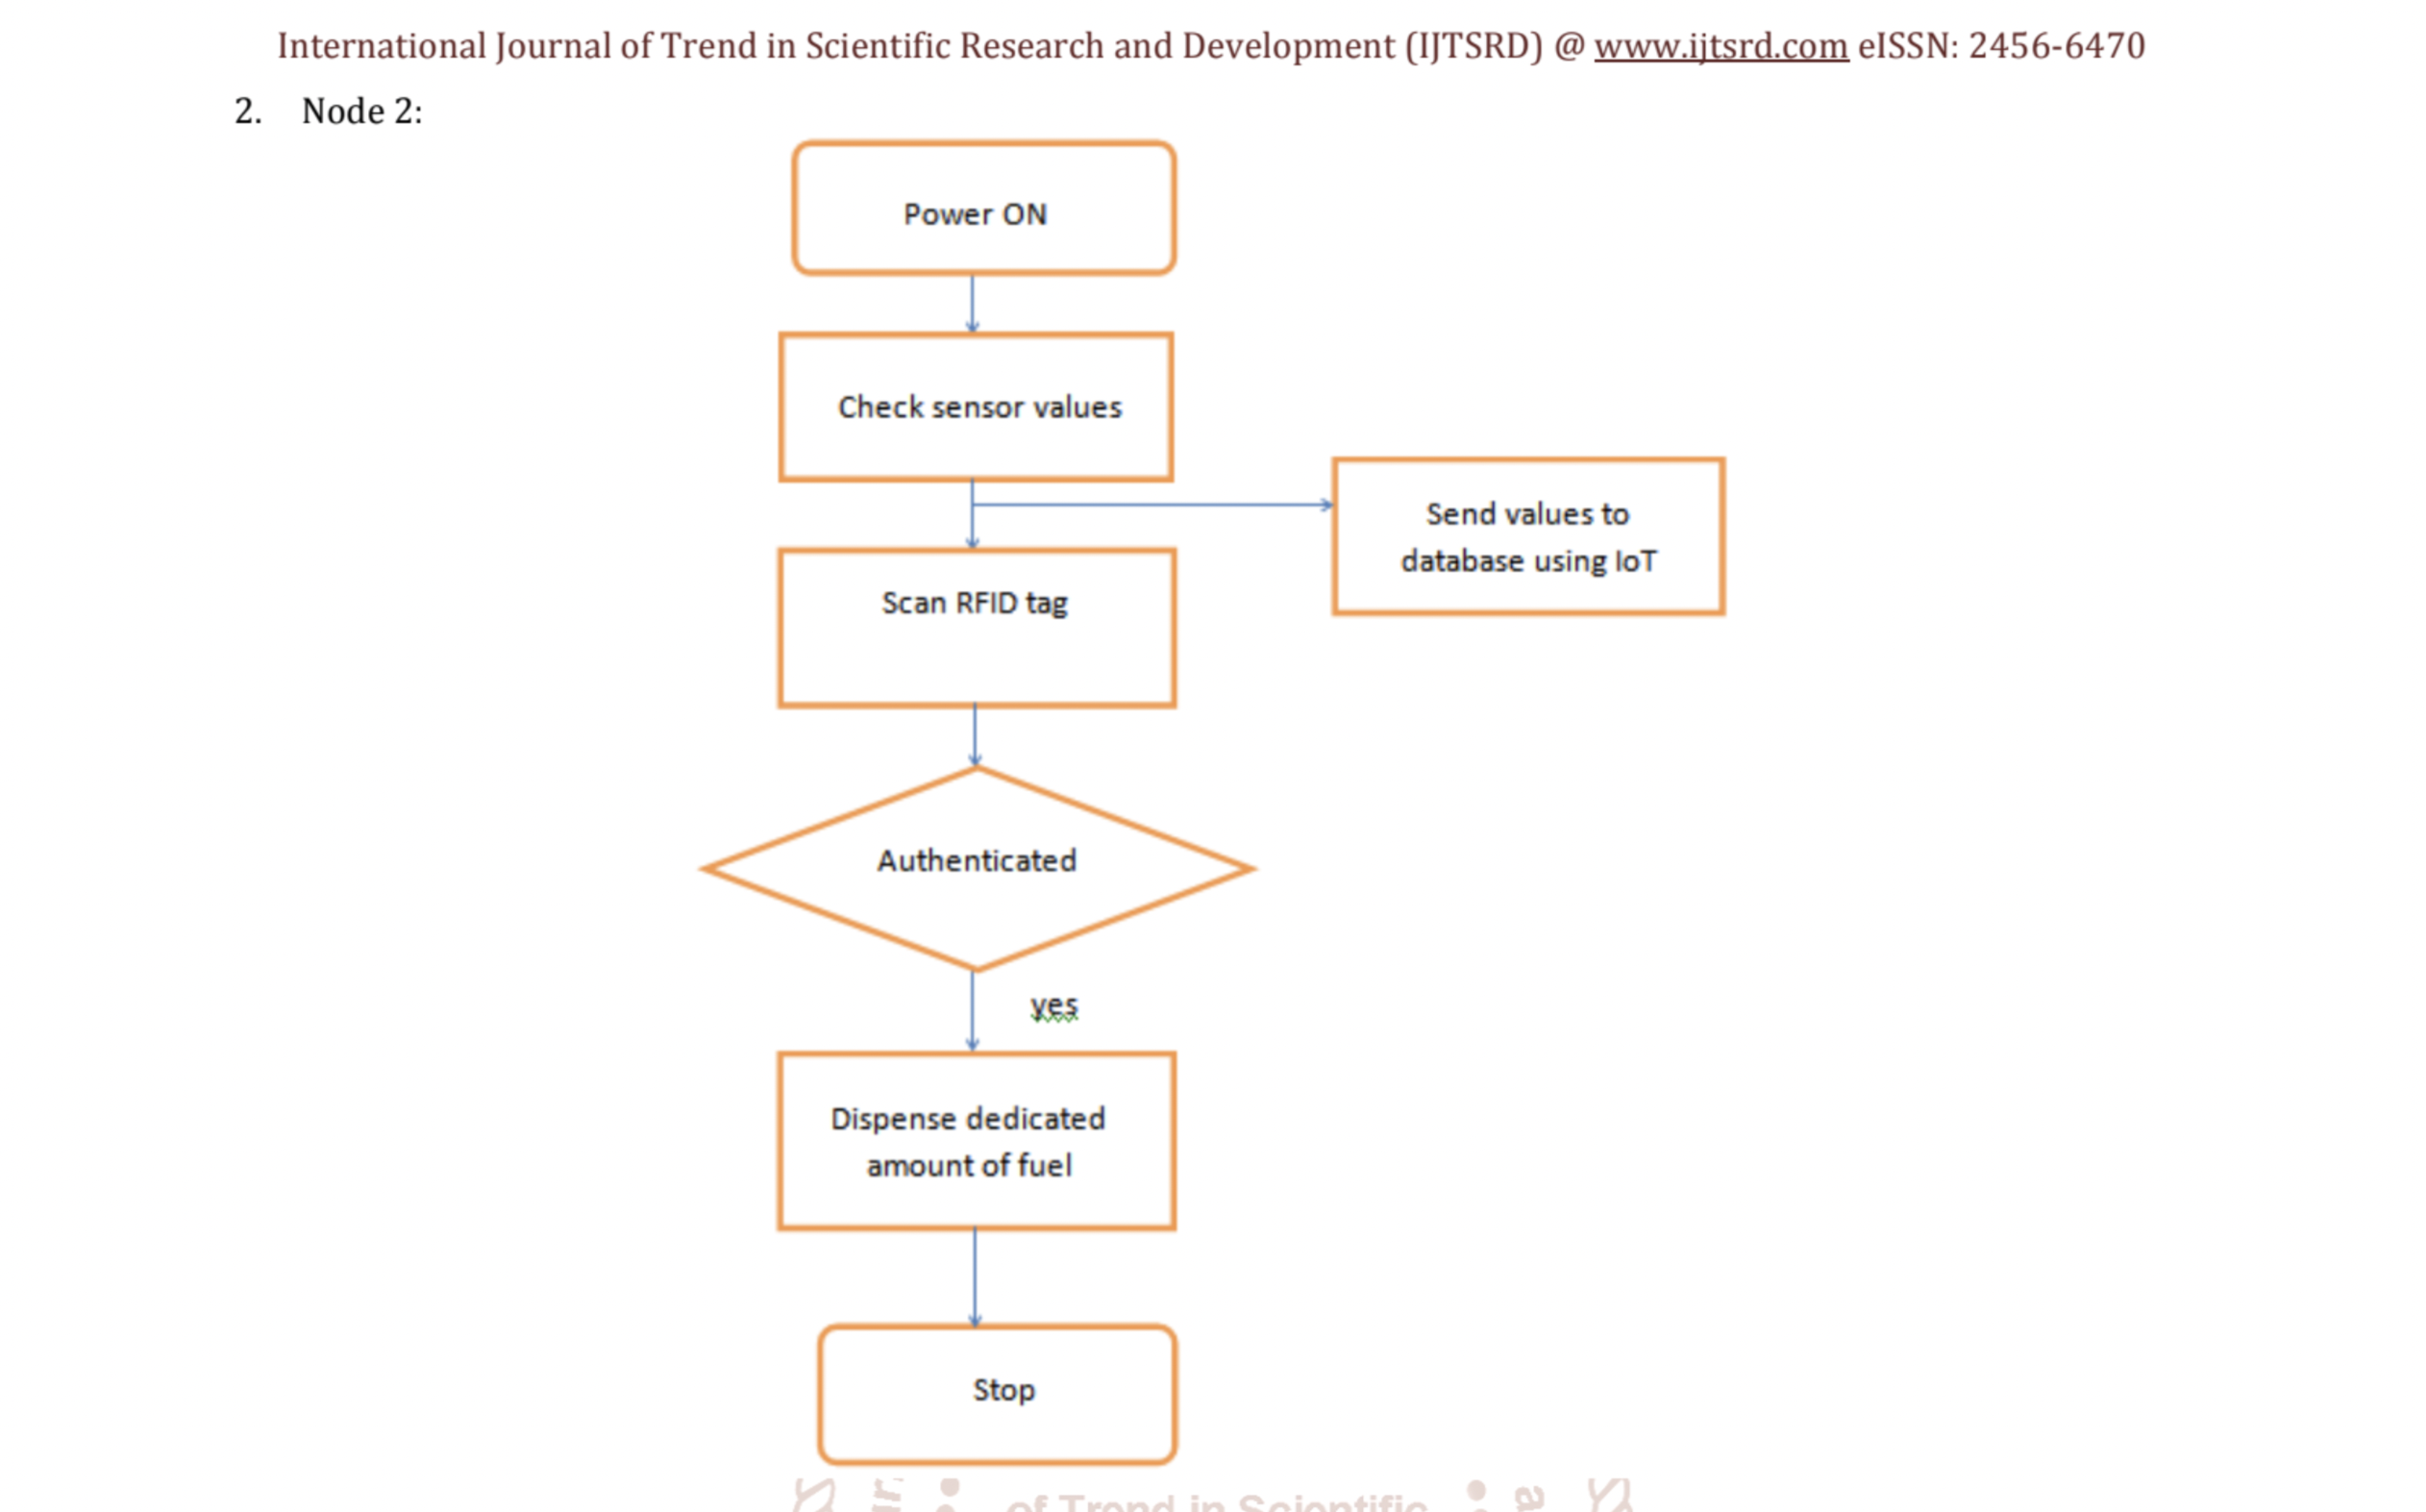 International Journal of Trend in Scientific Research and Development (IJTSRD) @ www.ijtsrd.com eISSN: 2456-6470
2. Node 2:
Power ON
Check sensor values
Send values to
database using IoT
Scan RFID tag
Authenticated
yes
Dispense dedicated
amount of fuel
Stop
of Trend in Scientific